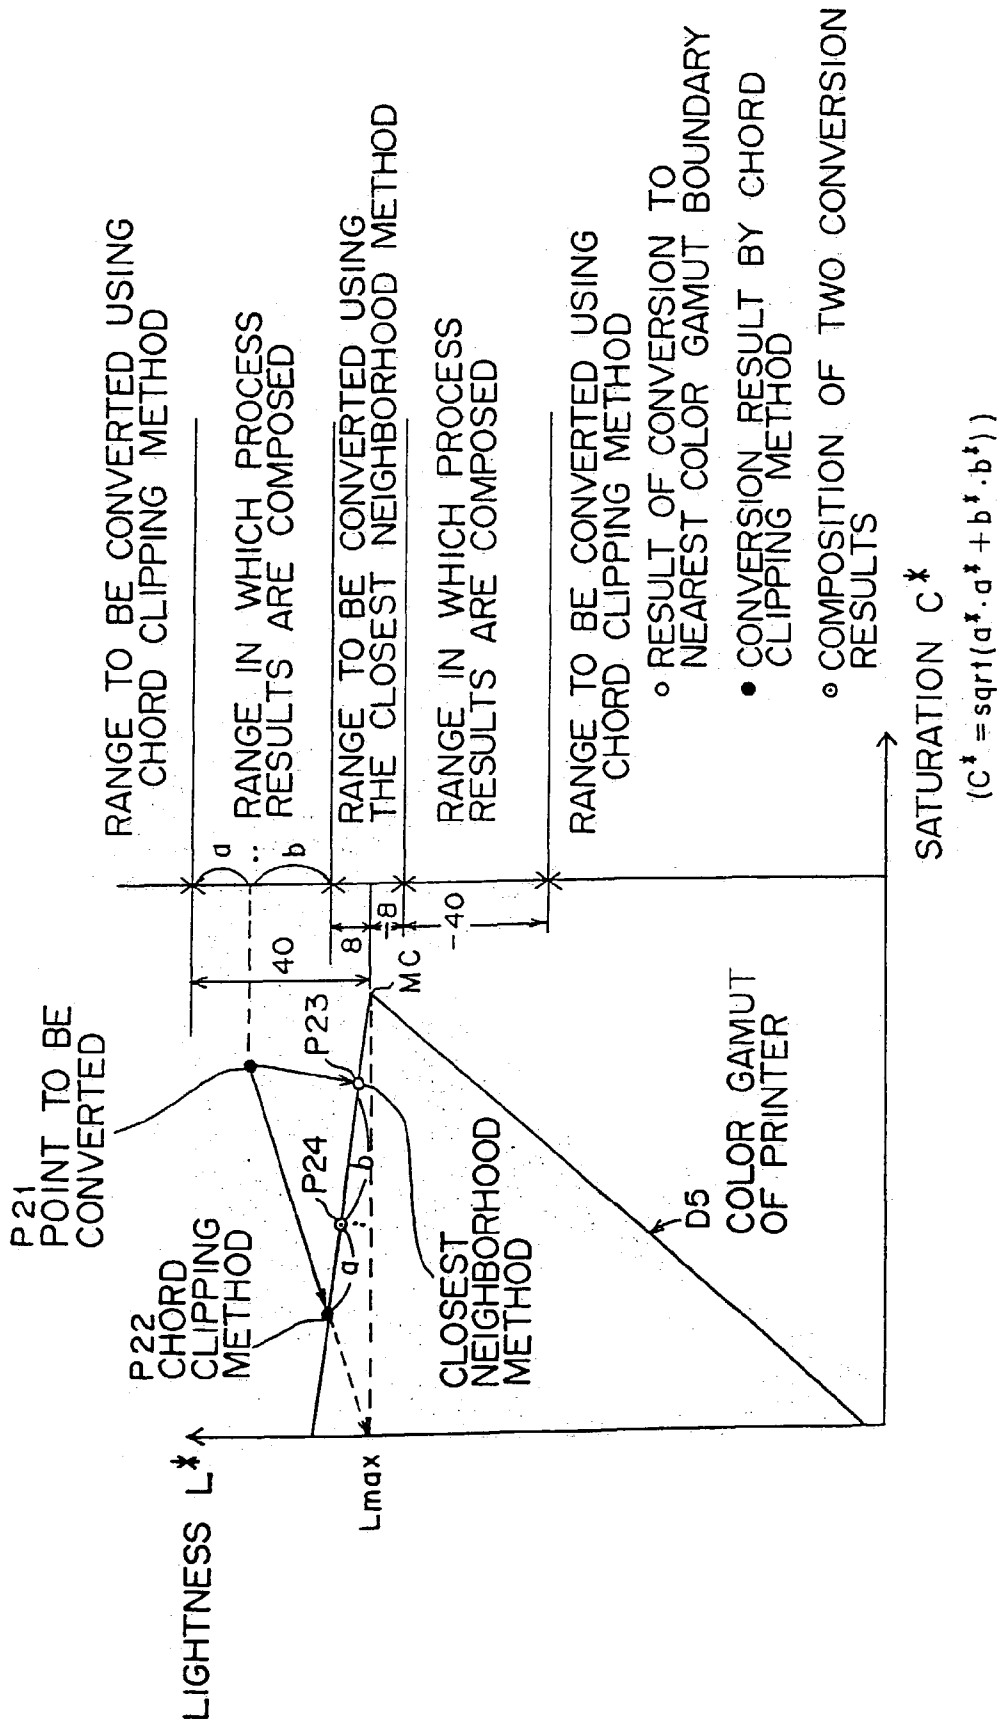 LIGHTNESS L*
P21
POINT TO BE
CONVERTED
P22
CHORD
CLIPPING
METHOD
P24
P23
a
:
b
MC
Lmax
CLOSEST
NEIGHBORHOOD
METHOD
D5
COLOR GAMUT
OF PRINTER
40
8
-8
-40
a
:
b
RANGE TO BE CONVERTED USING
CHORD CLIPPING METHOD
RANGE IN WHICH PROCESS
RESULTS ARE COMPOSED
RANGE TO BE CONVERTED USING
THE CLOSEST NEIGHBORHOOD METHOD
RANGE IN WHICH PROCESS
RESULTS ARE COMPOSED
RANGE TO BE CONVERTED USING
CHORD CLIPPING METHOD
○ RESULT OF CONVERSION TO
NEAREST COLOR GAMUT BOUNDARY
● CONVERSION RESULT BY CHORD
CLIPPING METHOD
◎ COMPOSITION OF TWO CONVERSION
RESULTS
SATURATION C*
(C* = sqrt(a*·a* + b*·b*))